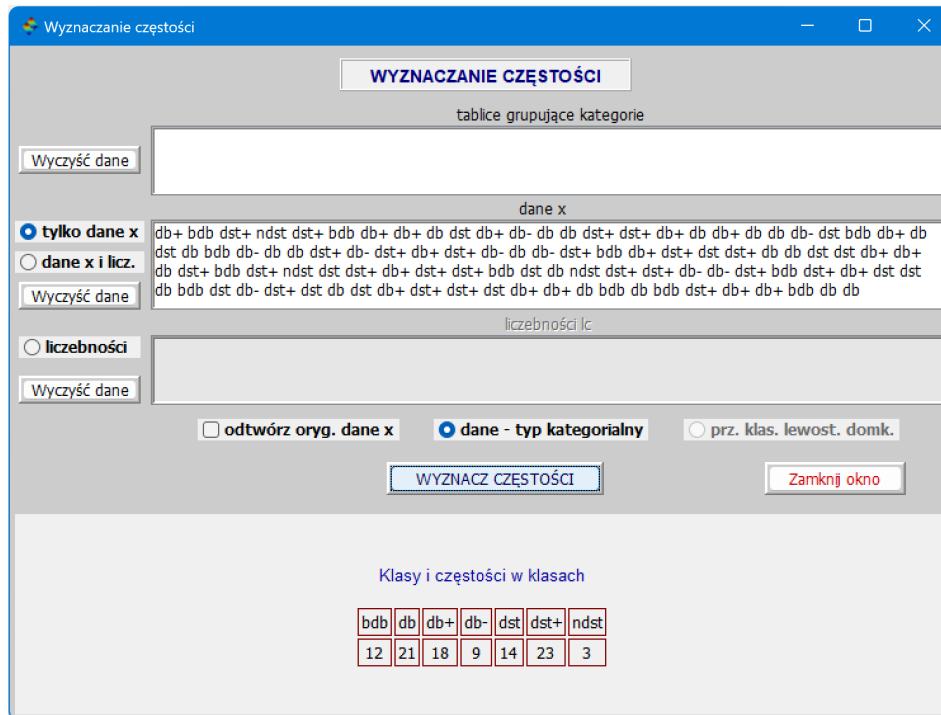 Wyznaczanie częstości
WYZNACZANIE CZĘSTOŚCI
tablice grupujące kategorie
Wyczyść dane
dane x
tylko dane x
db+ bdb dst+ ndst dst+ bdb db+ db+ db dst db+ db- db db dst+ dst+ db+ db db+ db db db- dst bdb db+ db
dst db bdb db- db db dst+ db- dst+ db+ dst+ db- db db- dst+ bdb db+ dst+ dst dst+ db db dst dst db+ db+
dane x i licz.
db dst+ bdb dst+ ndst dst dst+ db+ dst+ dst+ bdb dst db ndst dst+ dst+ db- db- dst+ bdb dst+ db+ dst dst
Wyczyść dane
db bdb dst db- dst+ dst db dst db+ dst+ dst+ dst db+ db+ db bdb db bdb dst+ db+ db+ bdb db db
liczebności lc
liczebności
Wyczyść dane
odtwórz oryg. dane x
dane - typ kategorialny
prz. klas. lewost. domk.
WYZNACZ CZĘSTOŚCI
Zamknij okno
Klasy i częstości w klasach
bdb db db+ db- dst dst+ ndst
12 21 18 9 14 23 3